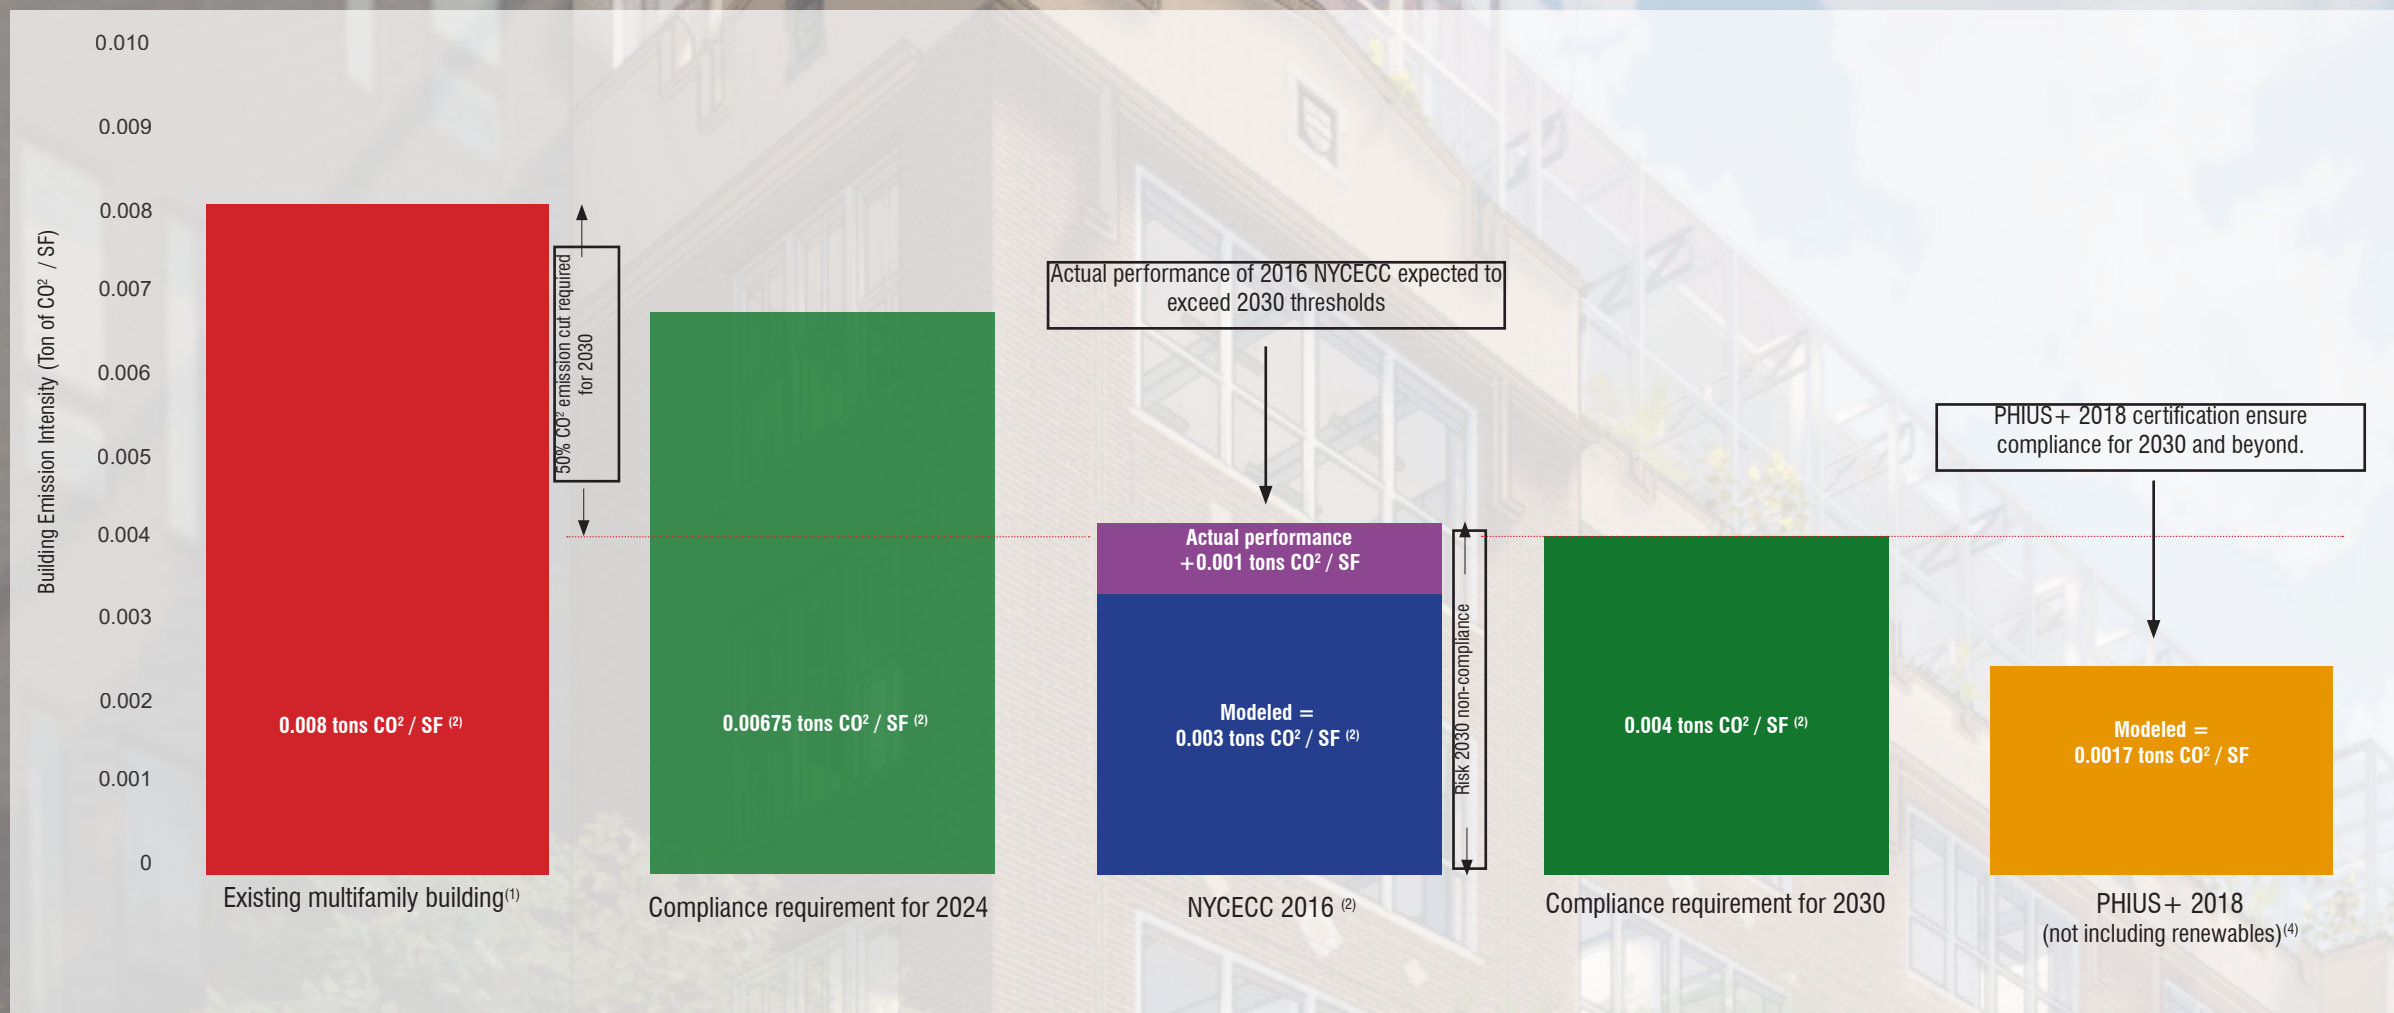 0.010
0.009
0.008
0.007
0.006
0.005
0.004
0.003
0.002
0.001
0
Building Emission Intensity (Ton of CO² / SF)
0.008 tons CO² / SF (2)
Existing multifamily building(1)
50% CO² emission cut required
for 2030
0.00675 tons CO² / SF (2)
Compliance requirement for 2024
Actual performance of 2016 NYCECC expected to
exceed 2030 thresholds
Actual performance
+0.001 tons CO² / SF
Modeled =
0.003 tons CO² / SF (2)
NYCECC 2016 (2)
Risk 2030 non-compliance
0.004 tons CO² / SF (2)
Compliance requirement for 2030
PHIUS+ 2018 certification ensure
compliance for 2030 and beyond.
Modeled =
0.0017 tons CO² / SF
PHIUS+ 2018
(not including renewables)(4)